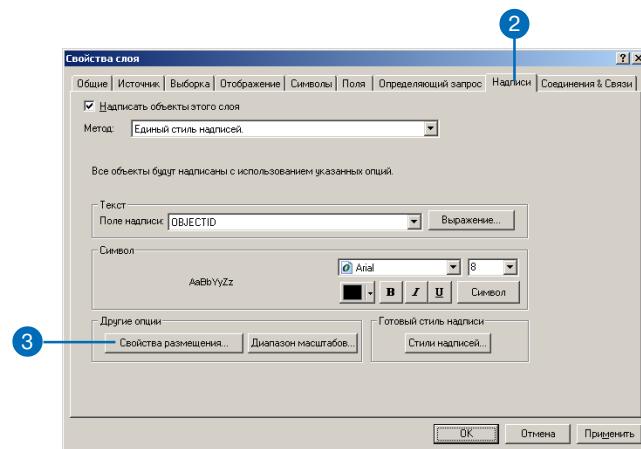 2
Свойства слоя
Общие Источник Выборка Отображение Символы Поля Определяющий запрос Надписи Соединения & Связи
Надписать объекты этого слоя
Метод: Единый стиль надписей.
Все объекты будут надписаны с использованием указанных опций.
Текст
Поле надписи: OBJECTID Выражение...
Символ
AaBbYyZz
Arial 8
B I U Символ
Другие опции Готовый стиль надписи
3 Свойства размещения... Диапазон масштабов... Стили надписей...
OK Отмена Применить